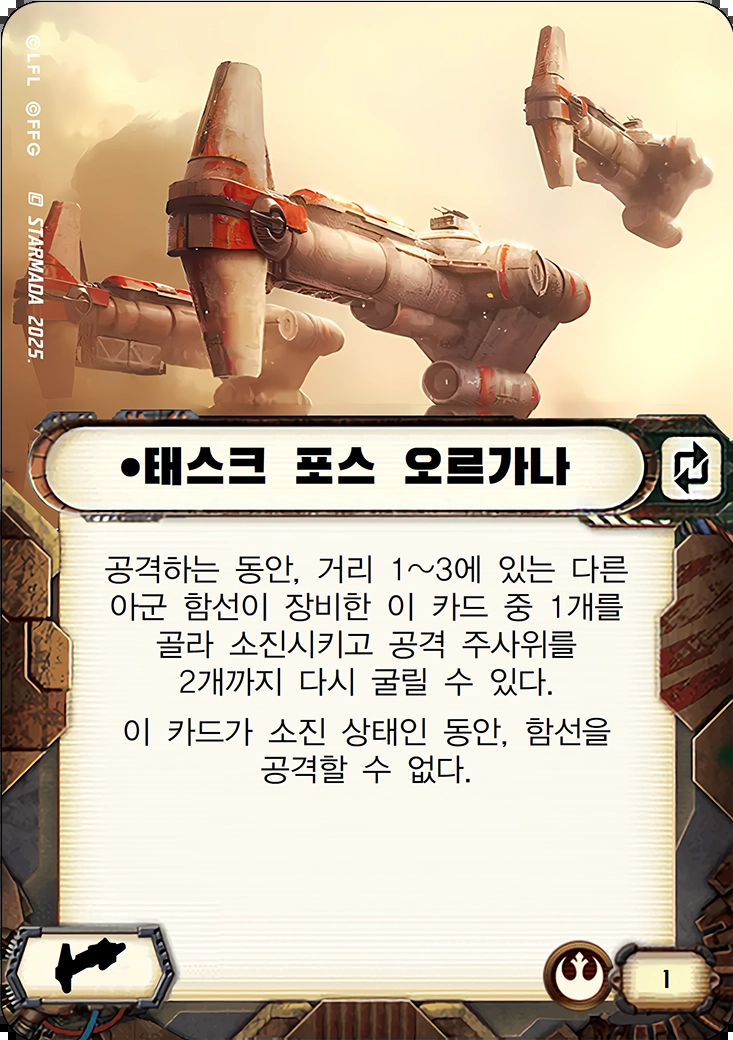 ©LFL ©FFG 🄲 STARMADA 2025.
•태스크 포스 오르가나
공격하는 동안, 거리 1~3에 있는 다른
아군 함선이 장비한 이 카드 중 1개를
골라 소진시키고 공격 주사위를
2개까지 다시 굴릴 수 있다.
이 카드가 소진 상태인 동안, 함선을
공격할 수 없다.
1